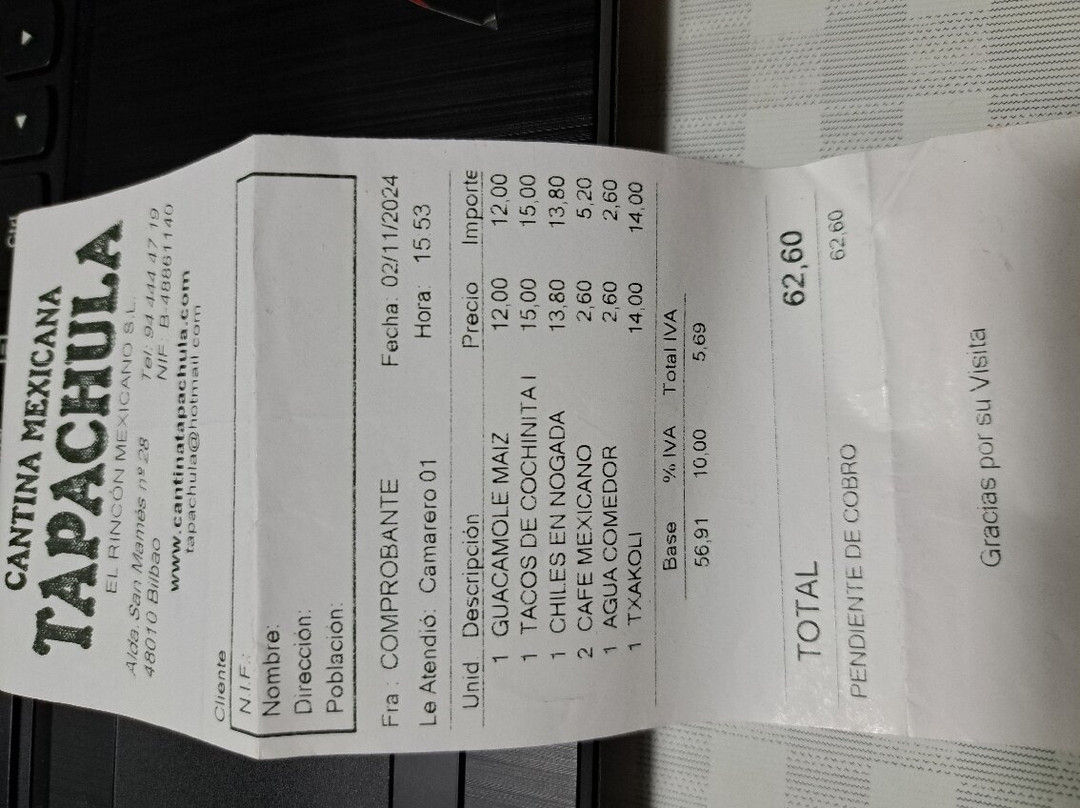 CANTINA MEXICANA
TAPACHULA
EL RINCÓN MEXICANO S.L.
Alda. San Mamés nº 28 Tel: 94 444 47 19
48010 Bilbao NIF B-48861140
www.cantinatapachula.com
tapachula@hotmail.com
Cliente
N.I.F.:
Nombre:
Dirección:
Población:
Fra : COMPROBANTE Fecha: 02/11/2024
Le Atendió: Camarero 01 Hora: 15 53
Unid Descripción Precio Importe
1 GUACAMOLE MAIZ 12,00 12,00
1 TACOS DE COCHINITA I 15,00 15,00
1 CHILES EN NOGADA 13,80 13,80
2 CAFE MEXICANO 2,60 5,20
1 AGUA COMEDOR 2,60 2,60
1 TXAKOLI 14,00 14,00
Base % IVA Total IVA
56,91 10,00 5,69
TOTAL 62,60
PENDIENTE DE COBRO 62,60
Gracias por su Visita